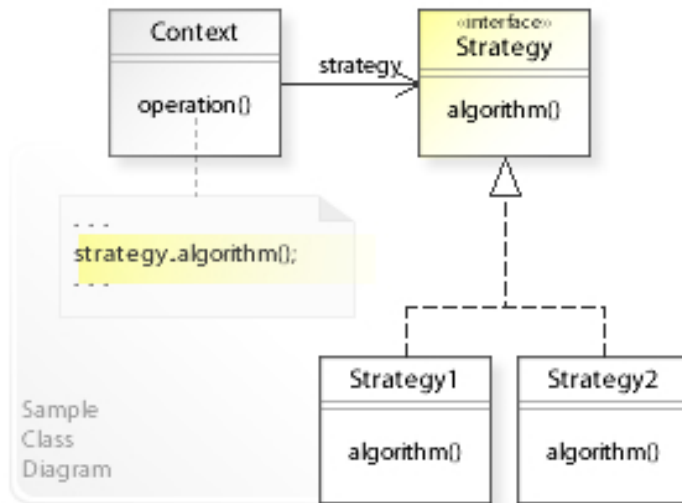 Context
operation()
strategy
«interface»
Strategy
algorithm()
. . .
strategy.algorithm();
. . .
Strategy1
algorithm()
Strategy2
algorithm()
Sample
Class
Diagram